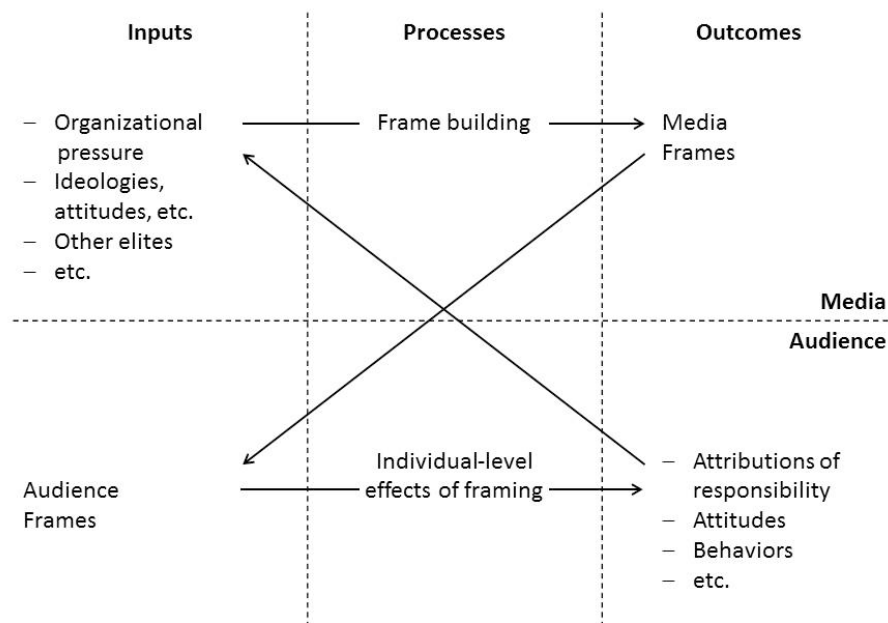 Inputs
Processes
Outcomes
– Organizational
pressure
– Ideologies,
attitudes, etc.
– Other elites
– etc.
Frame building
Media
Frames
Media
Audience
Audience
Frames
Individual-level
effects of framing
– Attributions of
responsibility
– Attitudes
– Behaviors
– etc.